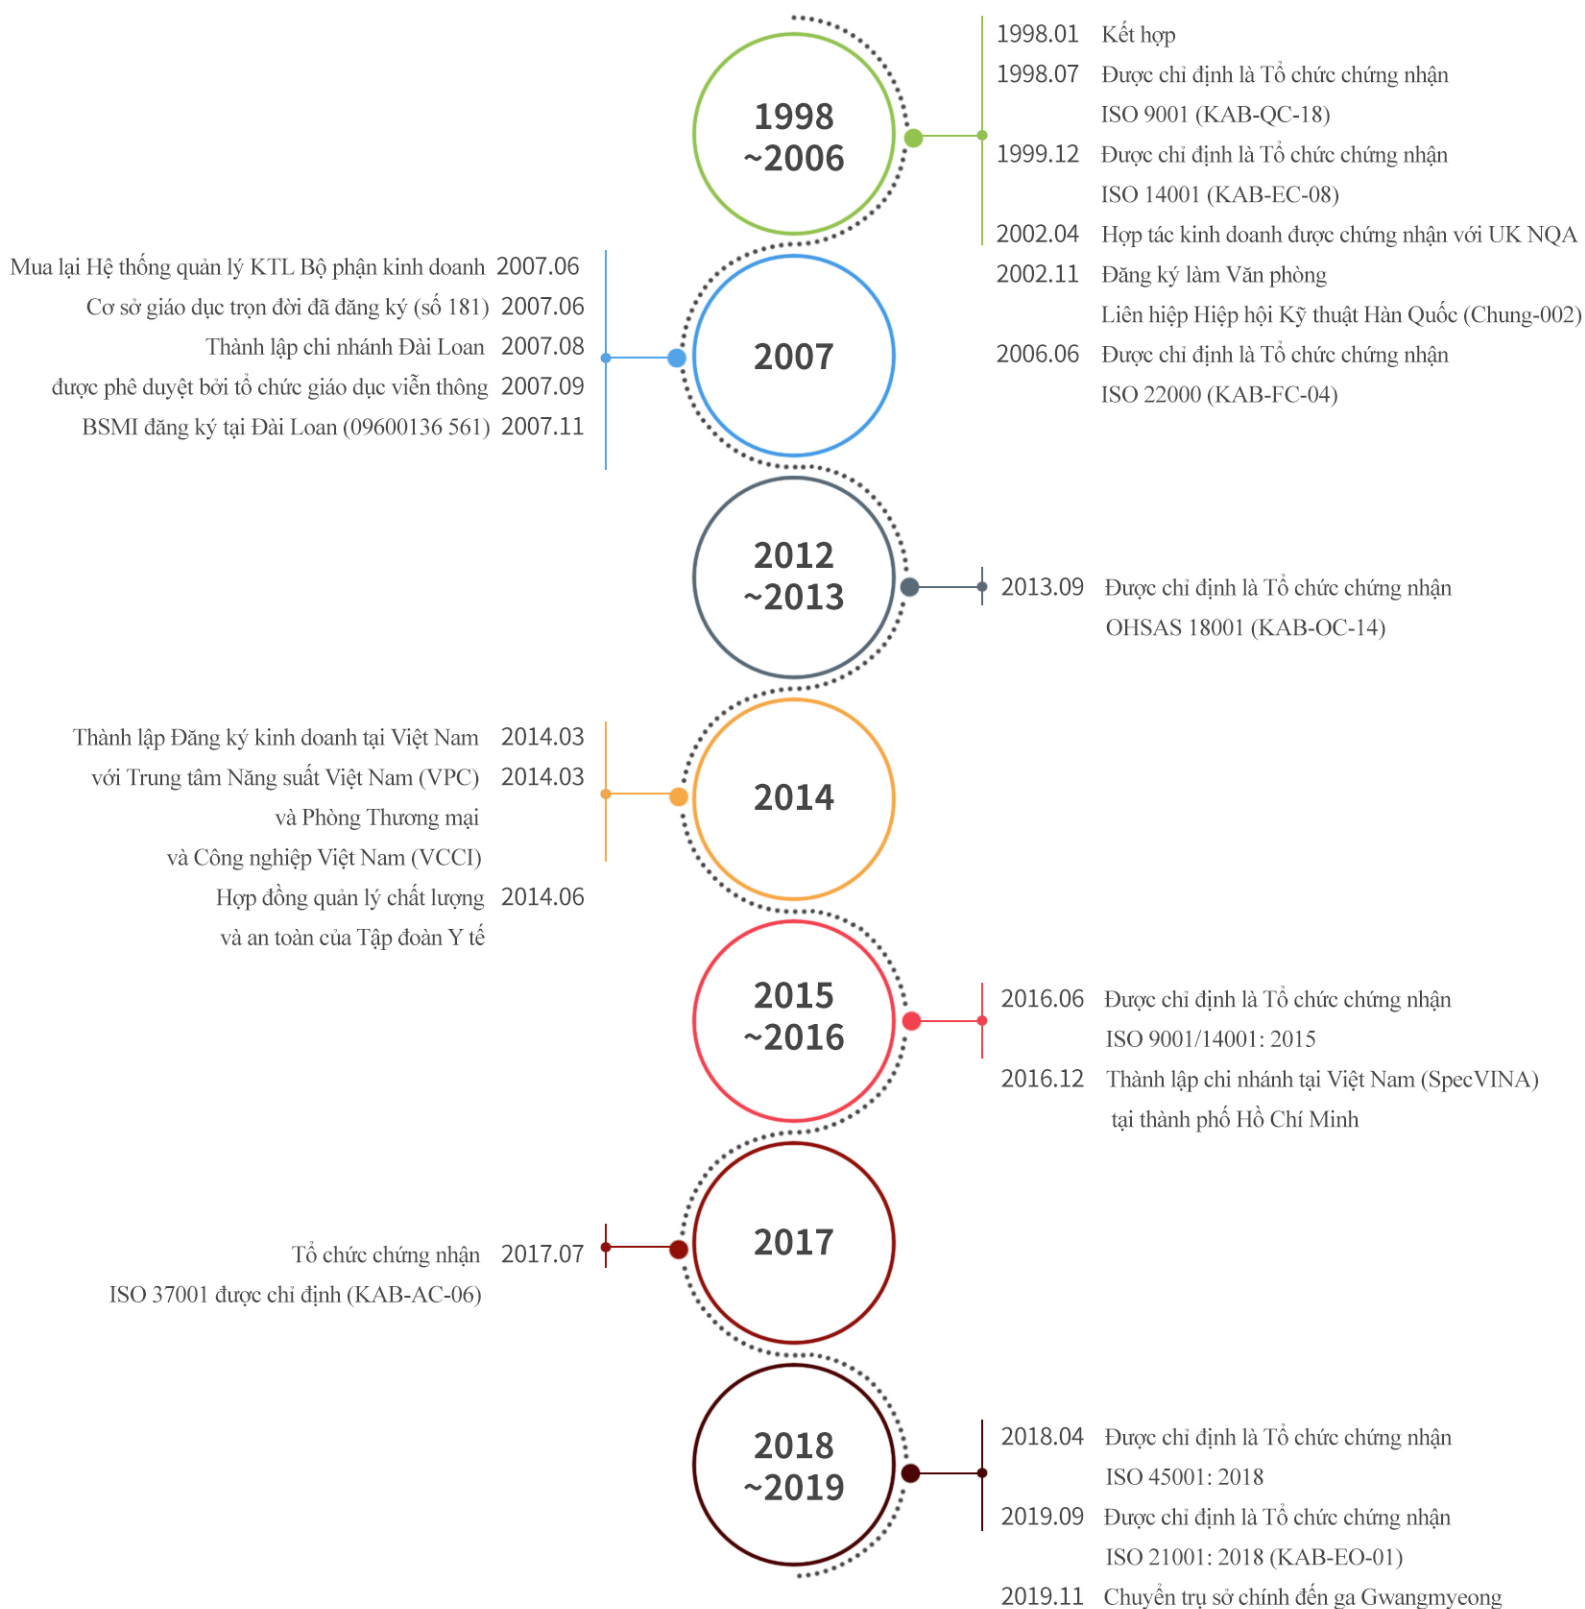 1998
~2006
1998.01 Kết hợp
1998.07 Được chỉ định là Tổ chức chứng nhận
ISO 9001 (KAB-QC-18)
1999.12 Được chỉ định là Tổ chức chứng nhận
ISO 14001 (KAB-EC-08)
2002.04 Hợp tác kinh doanh được chứng nhận với UK NQA
2002.11 Đăng ký làm Văn phòng
Liên hiệp Hiệp hội Kỹ thuật Hàn Quốc (Chung-002)
2006.06 Được chỉ định là Tổ chức chứng nhận
ISO 22000 (KAB-FC-04)
2007
Mua lại Hệ thống quản lý KTL Bộ phận kinh doanh 2007.06
Cơ sở giáo dục trọn đời đã đăng ký (số 181) 2007.06
Thành lập chi nhánh Đài Loan 2007.08
được phê duyệt bởi tổ chức giáo dục viễn thông 2007.09
BSMI đăng ký tại Đài Loan (09600136 561) 2007.11
2012
~2013
2013.09 Được chỉ định là Tổ chức chứng nhận
OHSAS 18001 (KAB-OC-14)
2014
Thành lập Đăng ký kinh doanh tại Việt Nam 2014.03
với Trung tâm Năng suất Việt Nam (VPC) 2014.03
và Phòng Thương mại
và Công nghiệp Việt Nam (VCCI)
Hợp đồng quản lý chất lượng 2014.06
và an toàn của Tập đoàn Y tế
2015
~2016
2016.06 Được chỉ định là Tổ chức chứng nhận
ISO 9001/14001: 2015
2016.12 Thành lập chi nhánh tại Việt Nam (SpecVINA)
tại thành phố Hồ Chí Minh
2017
Tổ chức chứng nhận 2017.07
ISO 37001 được chỉ định (KAB-AC-06)
2018
~2019
2018.04 Được chỉ định là Tổ chức chứng nhận
ISO 45001: 2018
2019.09 Được chỉ định là Tổ chức chứng nhận
ISO 21001: 2018 (KAB-EO-01)
2019.11 Chuyển trụ sở chính đến ga Gwangmyeong